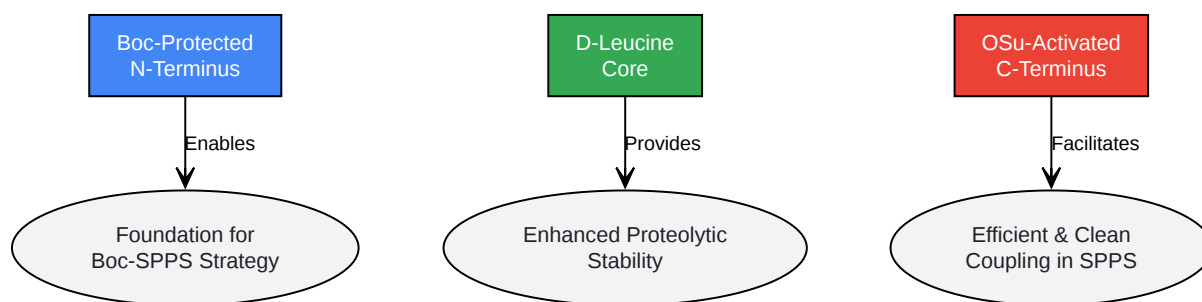 Boc-Protected
N-Terminus
D-Leucine
Core
OSu-Activated
C-Terminus
Enables
Provides
Facilitates
Foundation for
Boc-SPPS Strategy
Enhanced Proteolytic
Stability
Efficient & Clean
Coupling in SPPS